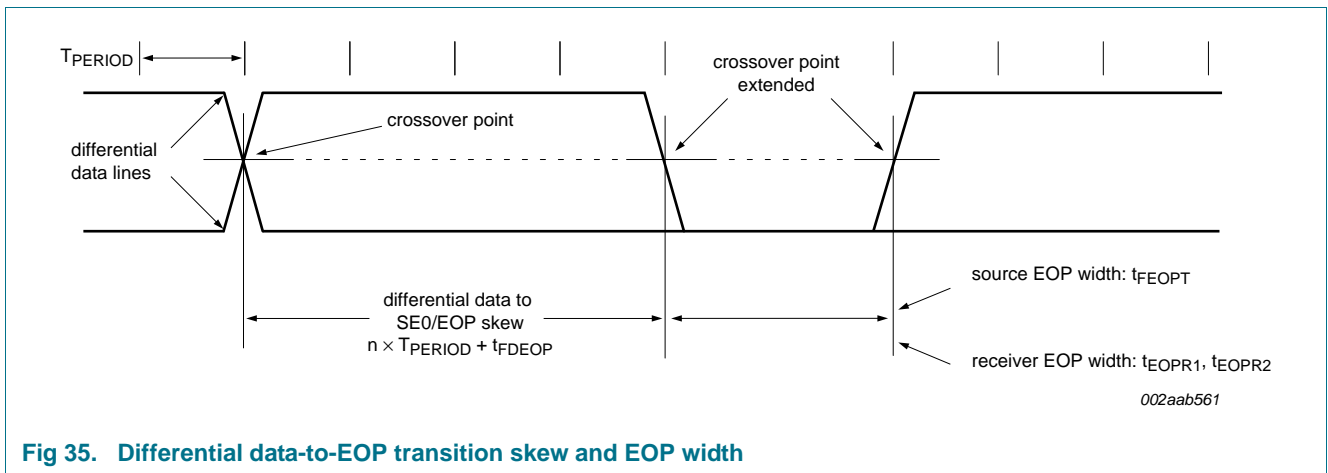 TPERIOD
crossover point
extended
crossover point
differential
data lines
source EOP width: tFEOPT
differential data to
SE0/EOP skew
n × TPERIOD + tFDEOP
receiver EOP width: tEOPR1, tEOPR2
002aab561
Fig 35. Differential data-to-EOP transition skew and EOP width